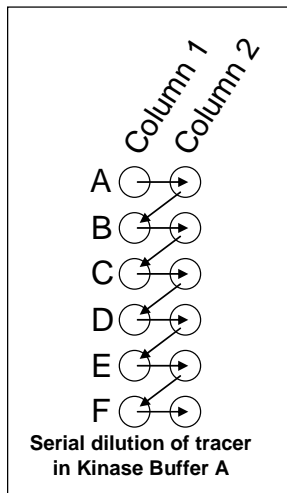 Column 1
Column 2
A
B
C
D
E
F
Serial dilution of tracer
in Kinase Buffer A